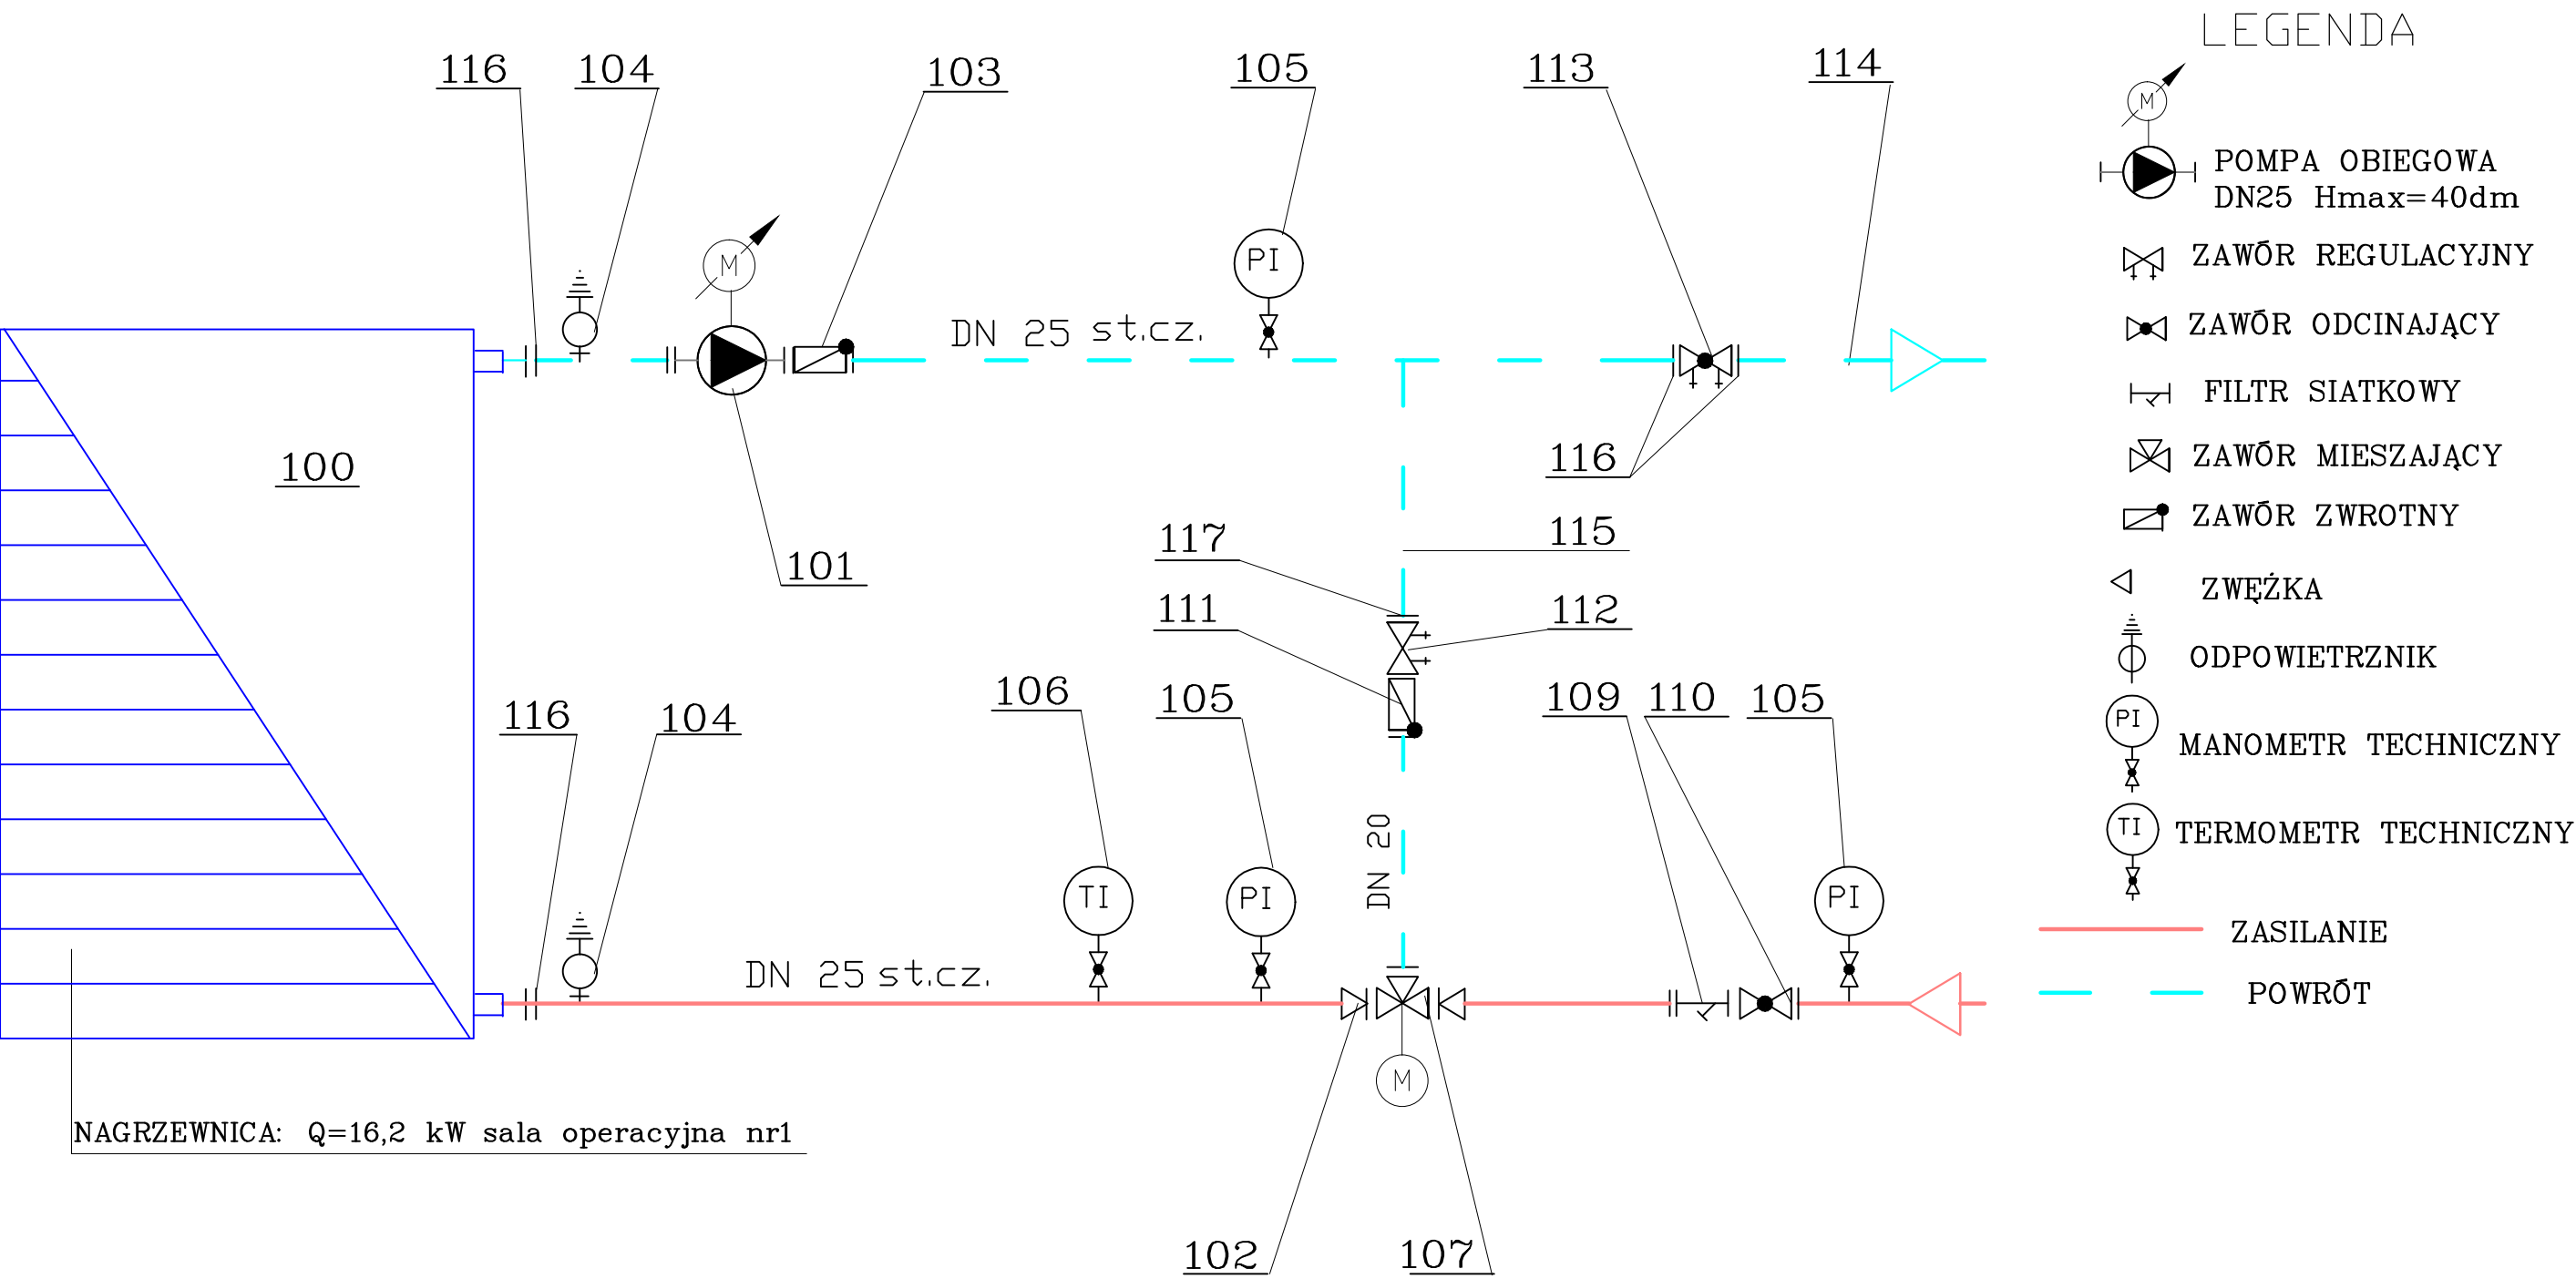 LEGENDA
116
104
103
105
113
114
M
POMPA OBIEGOWA
DN25 Hmax=40dm
ZAWÓR REGULACYJNY
ZAWÓR ODCINAJĄCY
FILTR SIATKOWY
ZAWÓR MIESZAJĄCY
ZAWÓR ZWROTNY
ZWĘŻKA
ODPOWIETRZNIK
PI
MANOMETR TECHNICZNY
TI
TERMOMETR TECHNICZNY
ZASILANIE
POWRÓT
M
PI
DN 25 st.cz.
100
101
116
117
115
111
112
116
104
106
105
109
110
105
DN 20
TI
PI
PI
DN 25 st.cz.
M
NAGRZEWNICA: Q=16,2 kW sala operacyjna nr1
102
107